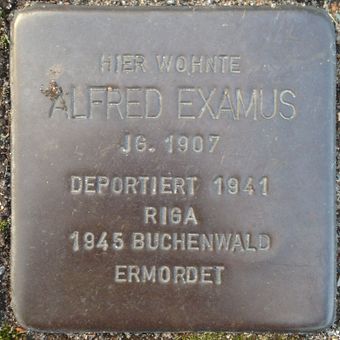 HIER WOHNTE
ALFRED EXAMUS
JG. 1907
DEPORTIERT 1941
RIGA
1945 BUCHENWALD
ERMORDET